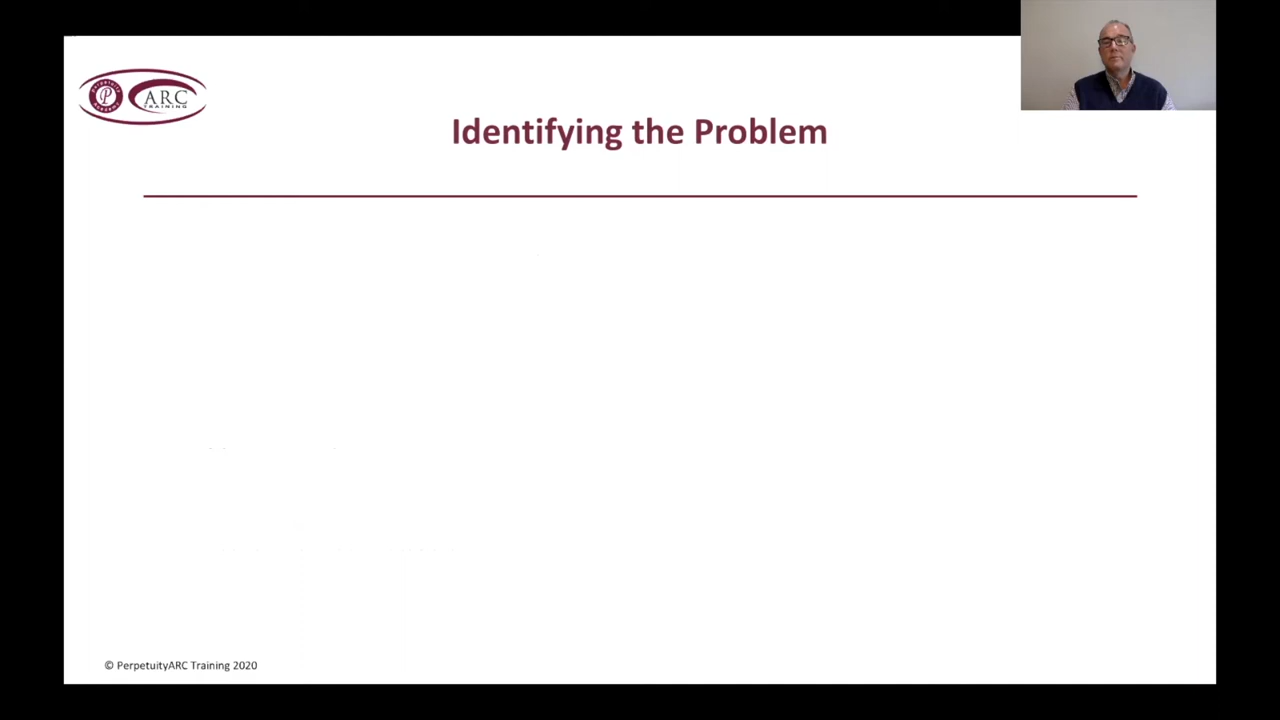 P ARC
TRAINING
Identifying the Problem
© PerpetuityARC Training 2020